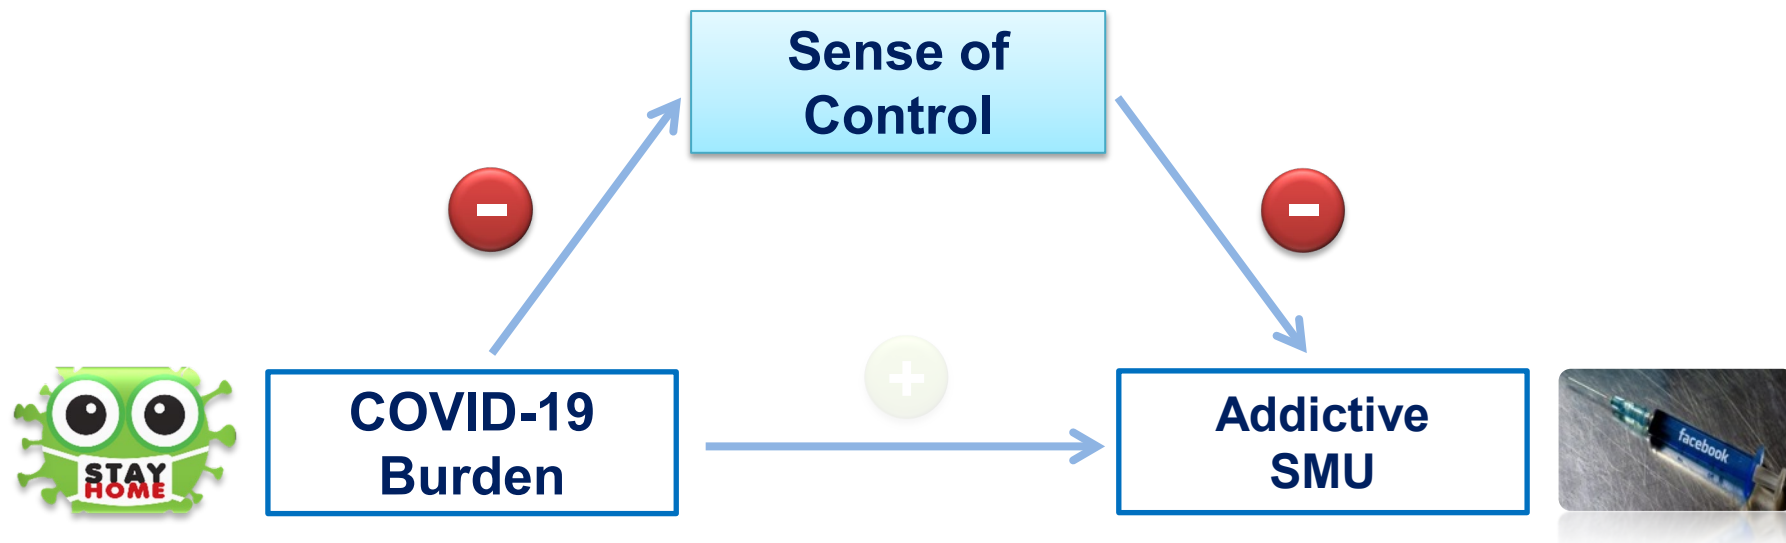 Sense of
Control
-
-
+
COVID-19
Burden
Addictive
SMU
STAY
HOME
facebook